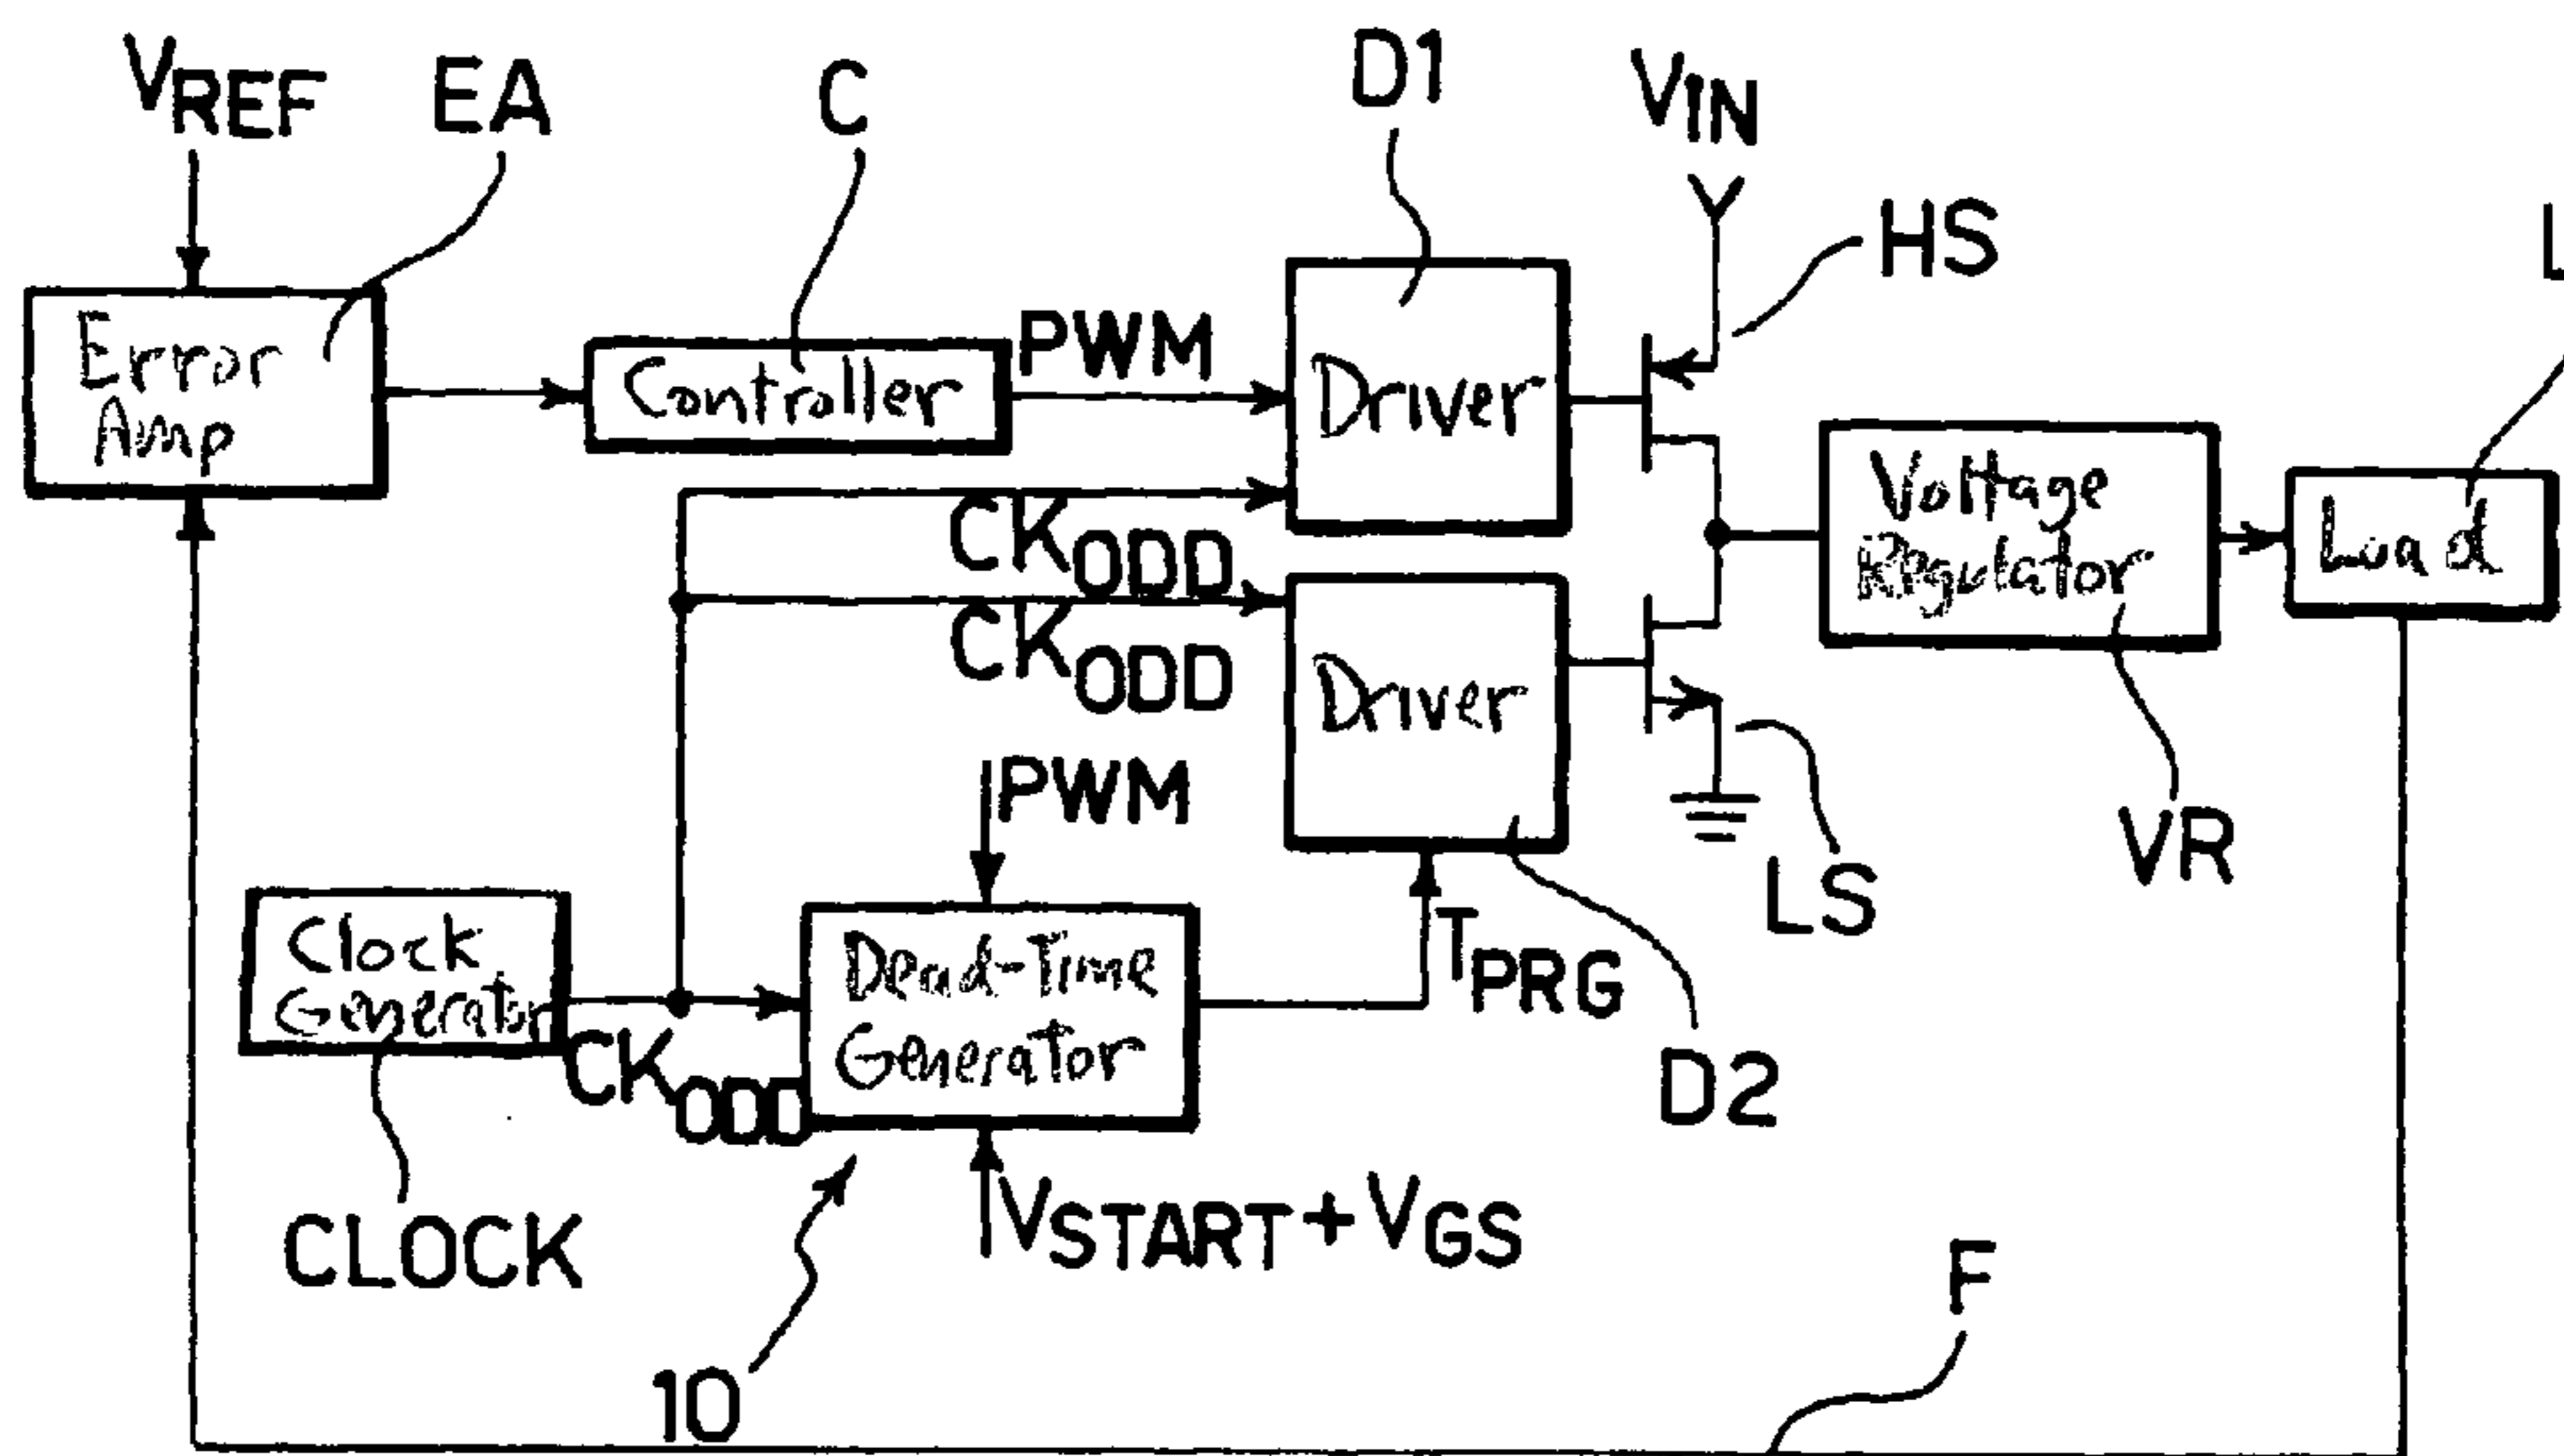 VREF
EA
C
D1
VIN
HS
L
Error
Amp
Controller
PWM
Driver
CKODD
CKODD
Voltage
Regulator
Load
Driver
PWM
LS
VR
Clock
Generator
CKODD
Dead-Time
Generator
TPRG
D2
CLOCK
VSTART + VGS
10
F